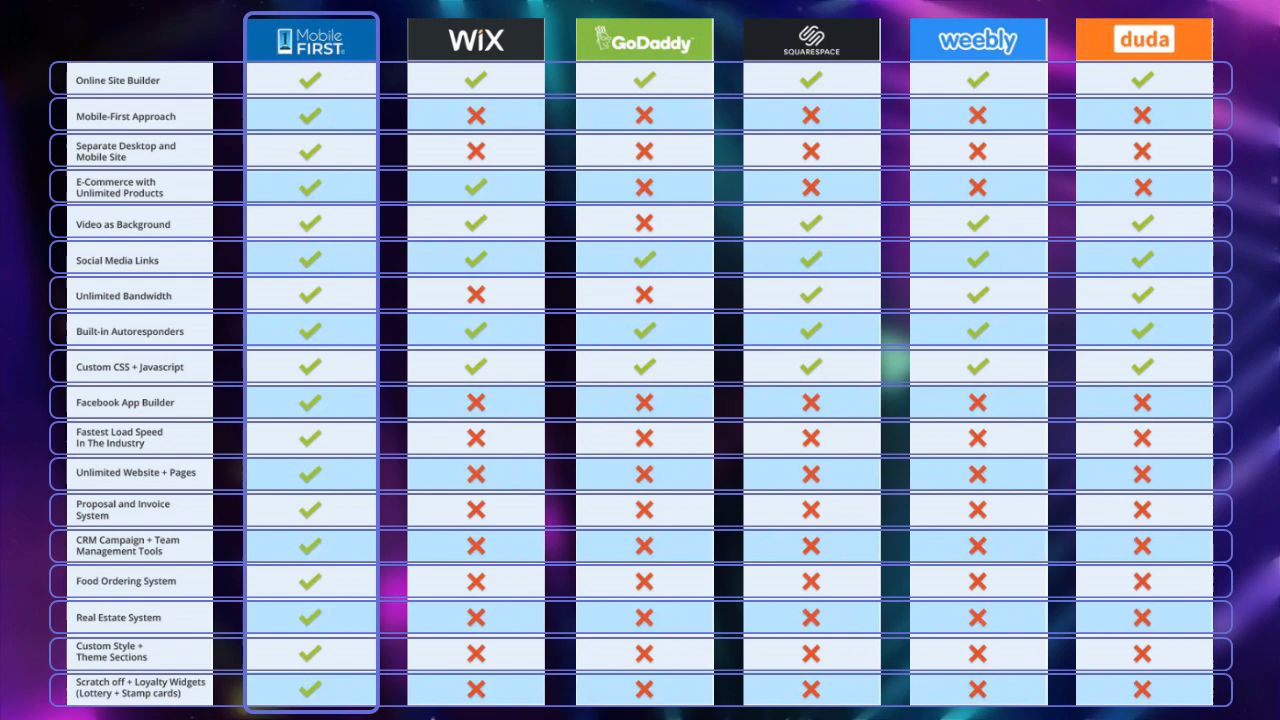 Mobile
FIRST
WiX
GoDaddy
SQUARESPACE
weebly
duda
Online Site Builder
Mobile-First Approach
Separate Desktop and
Mobile Site
E-Commerce with
Unlimited Products
Video as Background
Social Media Links
Unlimited Bandwidth
Built-in Autoresponders
Custom CSS + Javascript
Facebook App Builder
Fastest Load Speed
In The Industry
Unlimited Website + Pages
Proposal and Invoice
System
CRM Campaign + Team
Management Tools
Food Ordering System
Real Estate System
Custom Style +
Theme Sections
Scratch off + Loyalty Widgets
(Lottery + Stamp cards)